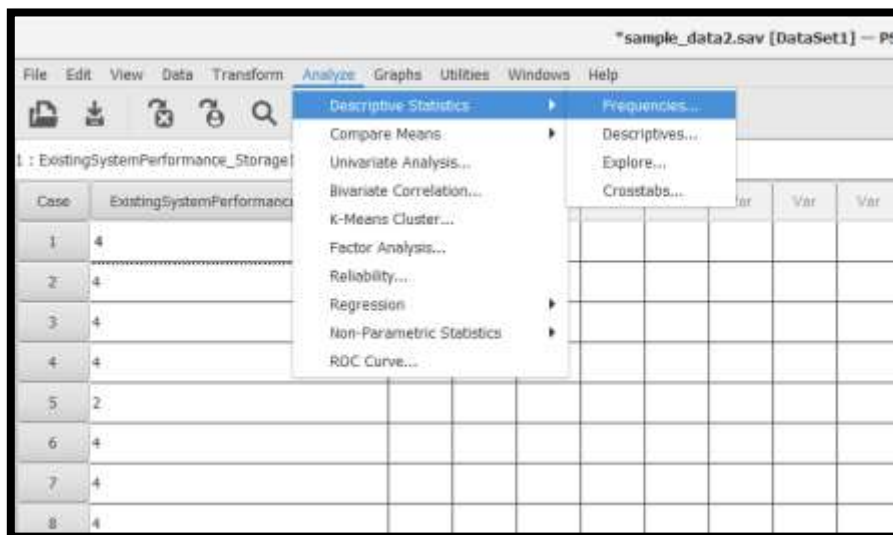 *sample_data2.sav [DataSet1] — PS
File Edit View Data Transform Analyze Graphs Utilities Windows Help
Descriptive Statistics
Frequencies...
Compare Means
Descriptives...
1 : ExistingSystemPerformance_Storage
Univariate Analysis...
Explore...
Bivariate Correlation...
Crosstabs...
Case ExistingSystemPerformanc Var Var
K-Means Cluster...
1 4
Factor Analysis...
2 4
Reliability...
3 4
Regression
Non-Parametric Statistics
4 4
ROC Curve...
5 2
6 4
7 4
8 4